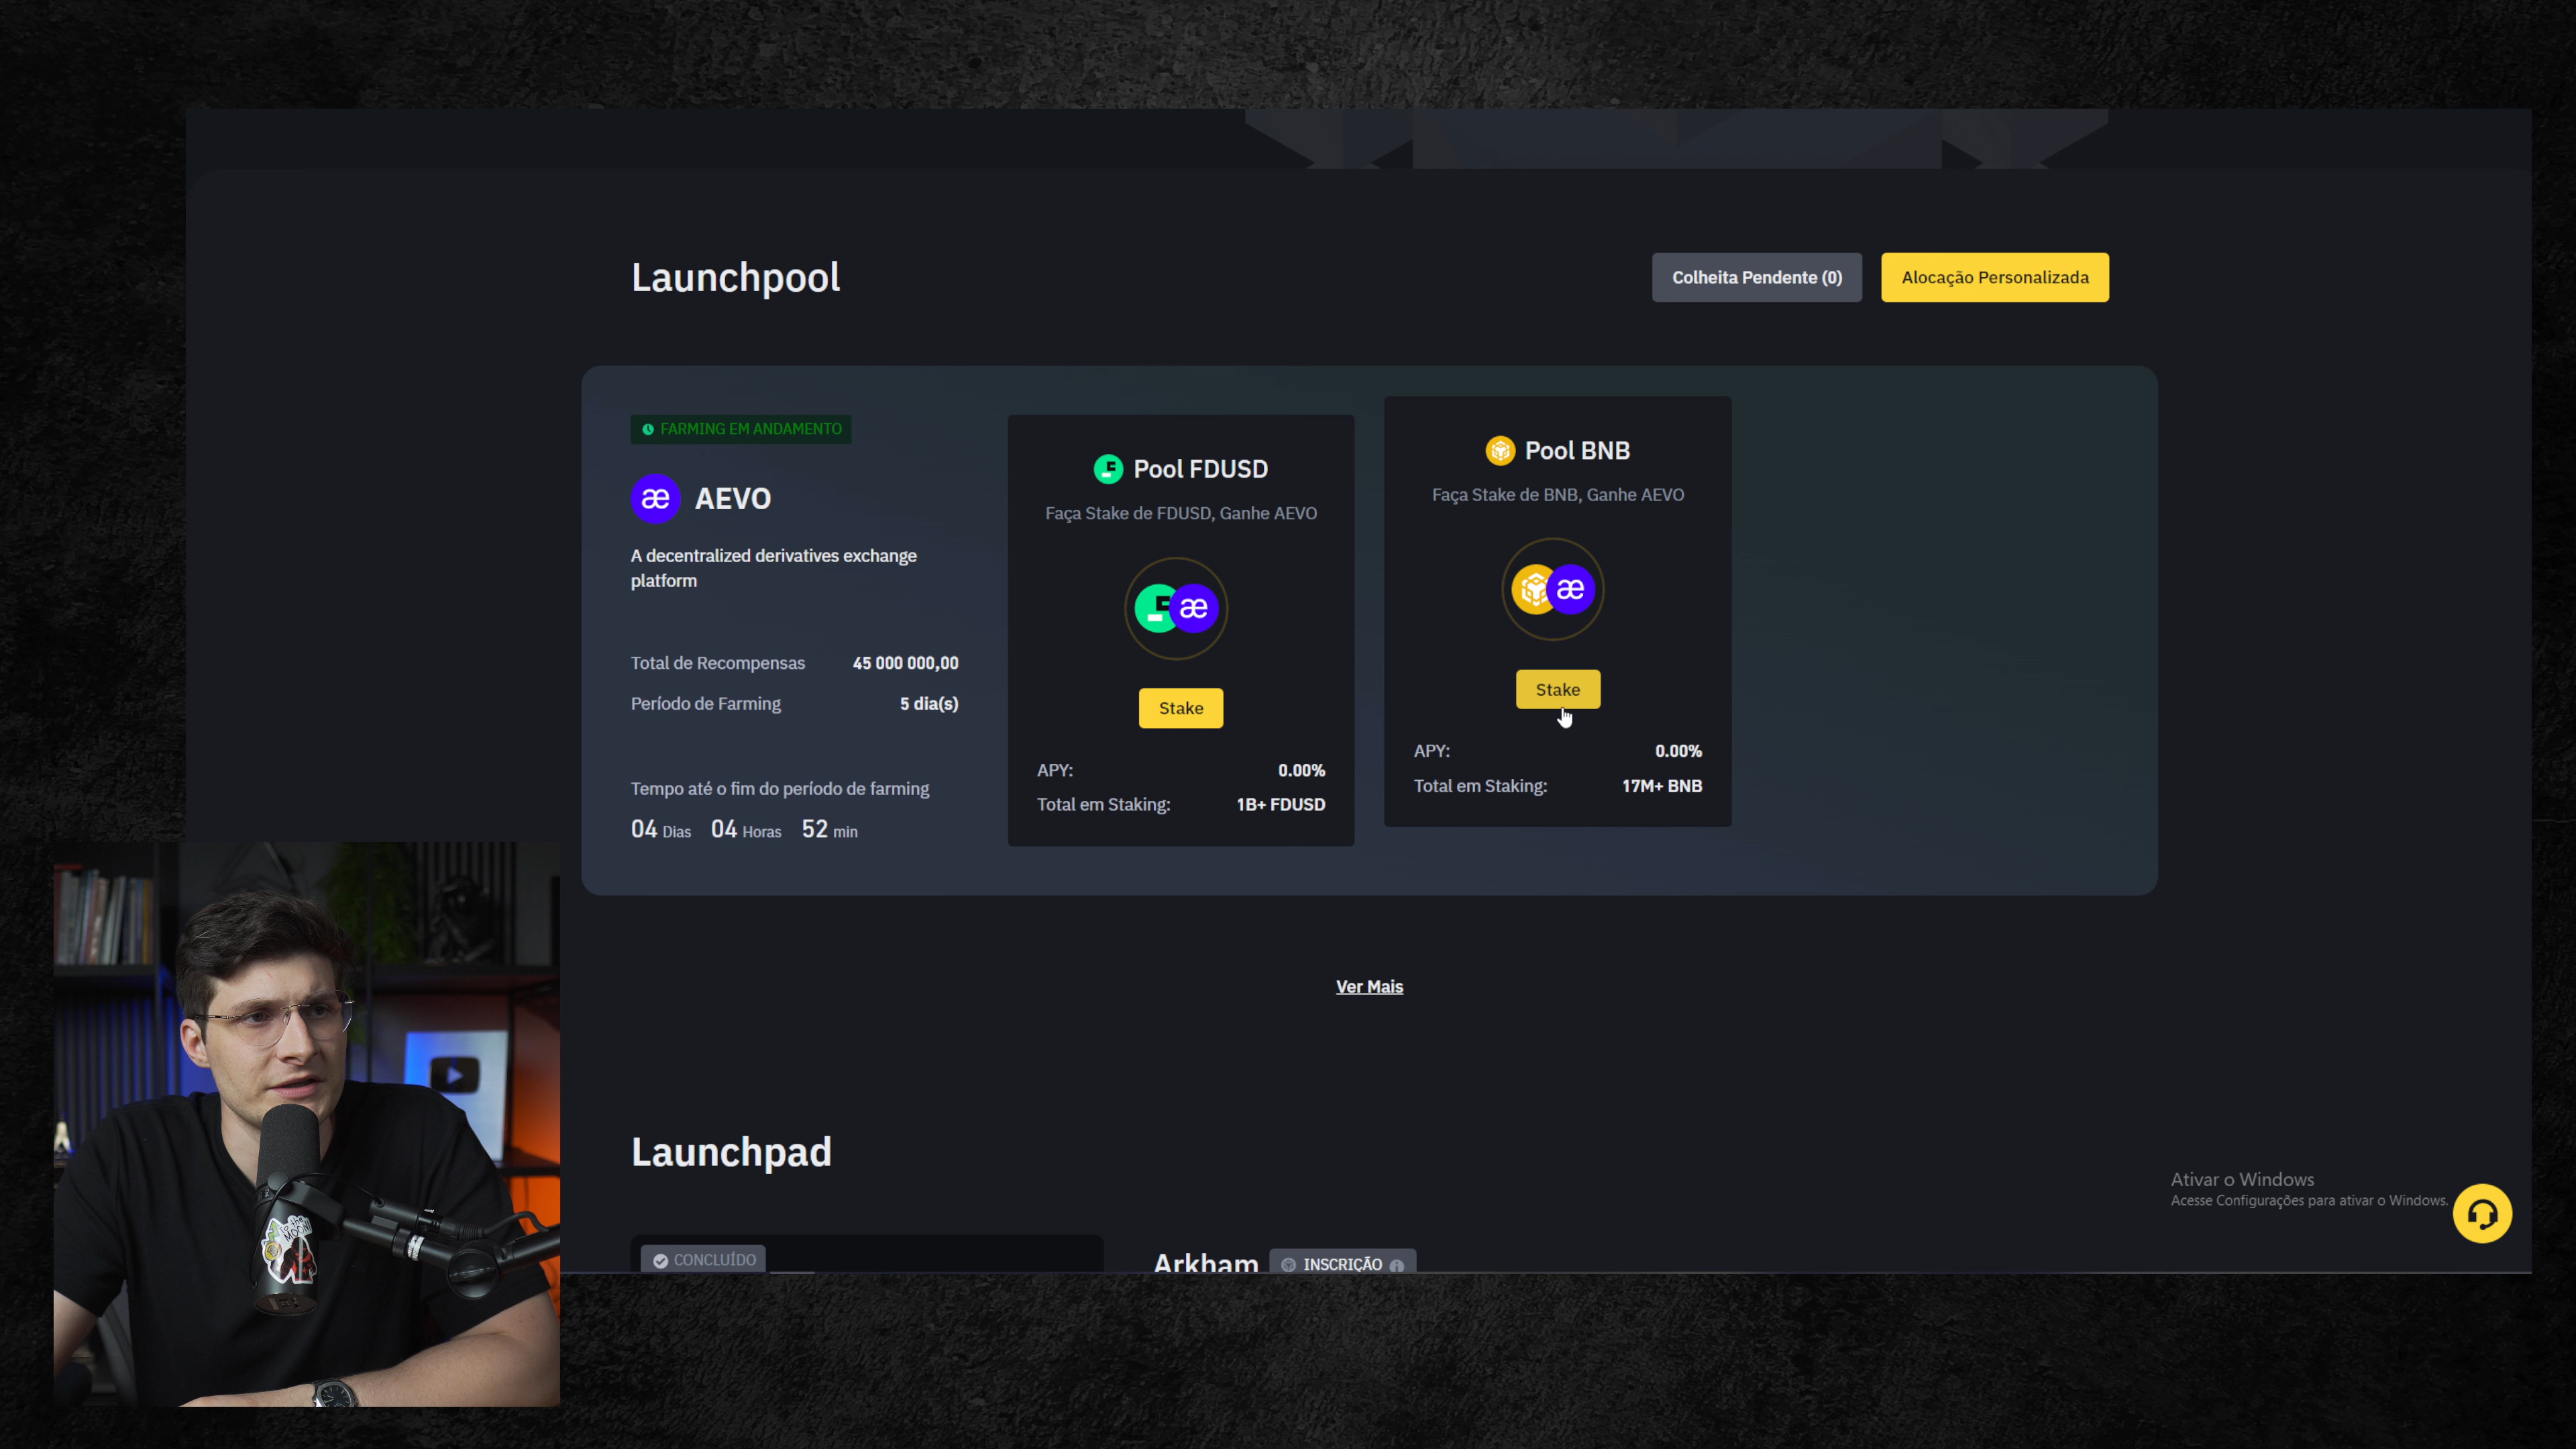 Launchpool
Colheita Pendente (0)
Alocação Personalizada
FARMING EM ANDAMENTO
æ AEVO
A decentralized derivatives exchange
platform
Total de Recompensas 45 000 000,00
Período de Farming 5 dia(s)
Tempo até o fim do período de farming
04 Dias 04 Horas 52 min
Pool FDUSD
Faça Stake de FDUSD, Ganhe AEVO
æ
Stake
APY: 0.00%
Total em Staking: 1B+ FDUSD
Pool BNB
Faça Stake de BNB, Ganhe AEVO
æ
Stake
APY: 0.00%
Total em Staking: 17M+ BNB
Ver Mais
Launchpad
CONCLUÍDO
Arkham INSCRIÇÃO
Ativar o Windows
Acesse Configurações para ativar o Windows.